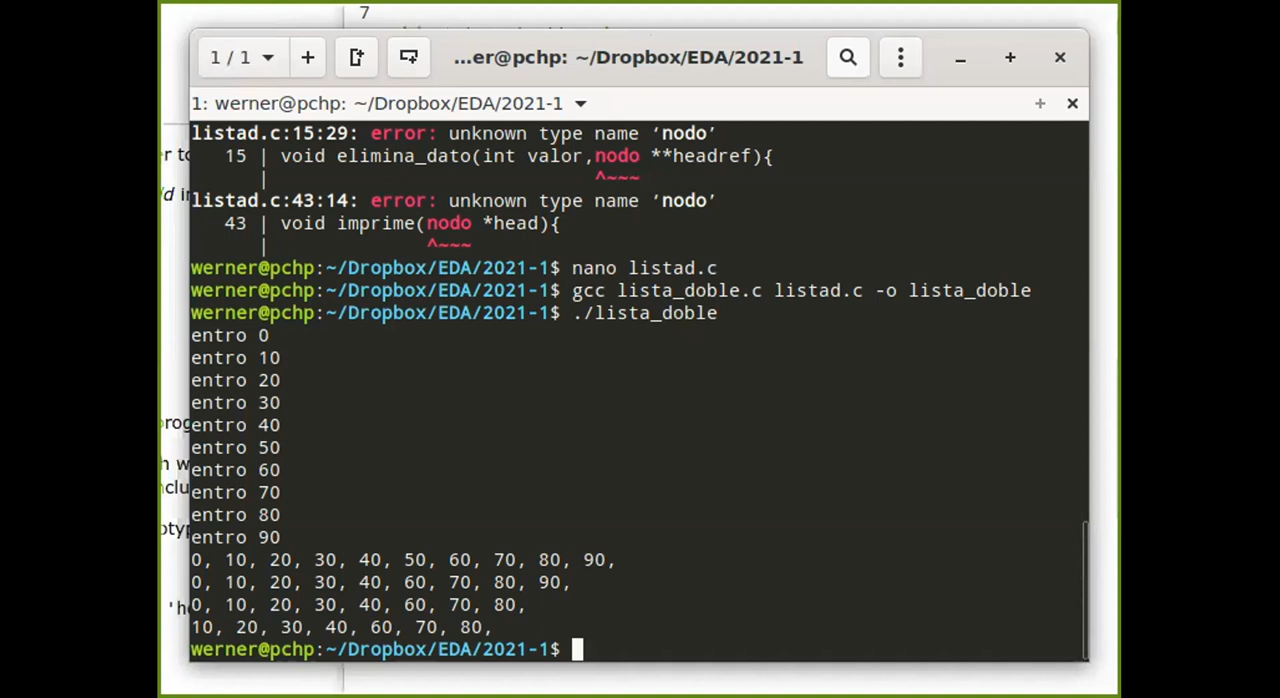 7
1 / 1
...er@pchp: ~/Dropbox/EDA/2021-1
1: werner@pchp: ~/Dropbox/EDA/2021-1
listad.c:15:29: error: unknown type name ‘nodo’
15 | void elimina_dato(int valor,nodo **headref){
| ^~~~
listad.c:43:14: error: unknown type name ‘nodo’
43 | void imprime(nodo *head){
| ^~~~
werner@pchp:~/Dropbox/EDA/2021-1$ nano listad.c
werner@pchp:~/Dropbox/EDA/2021-1$ gcc lista_doble.c listad.c -o lista_doble
werner@pchp:~/Dropbox/EDA/2021-1$ ./lista_doble
entro 0
entro 10
entro 20
entro 30
entro 40
entro 50
entro 60
entro 70
entro 80
entro 90
0, 10, 20, 30, 40, 50, 60, 70, 80, 90,
0, 10, 20, 30, 40, 60, 70, 80, 90,
0, 10, 20, 30, 40, 60, 70, 80,
10, 20, 30, 40, 60, 70, 80,
werner@pchp:~/Dropbox/EDA/2021-1$